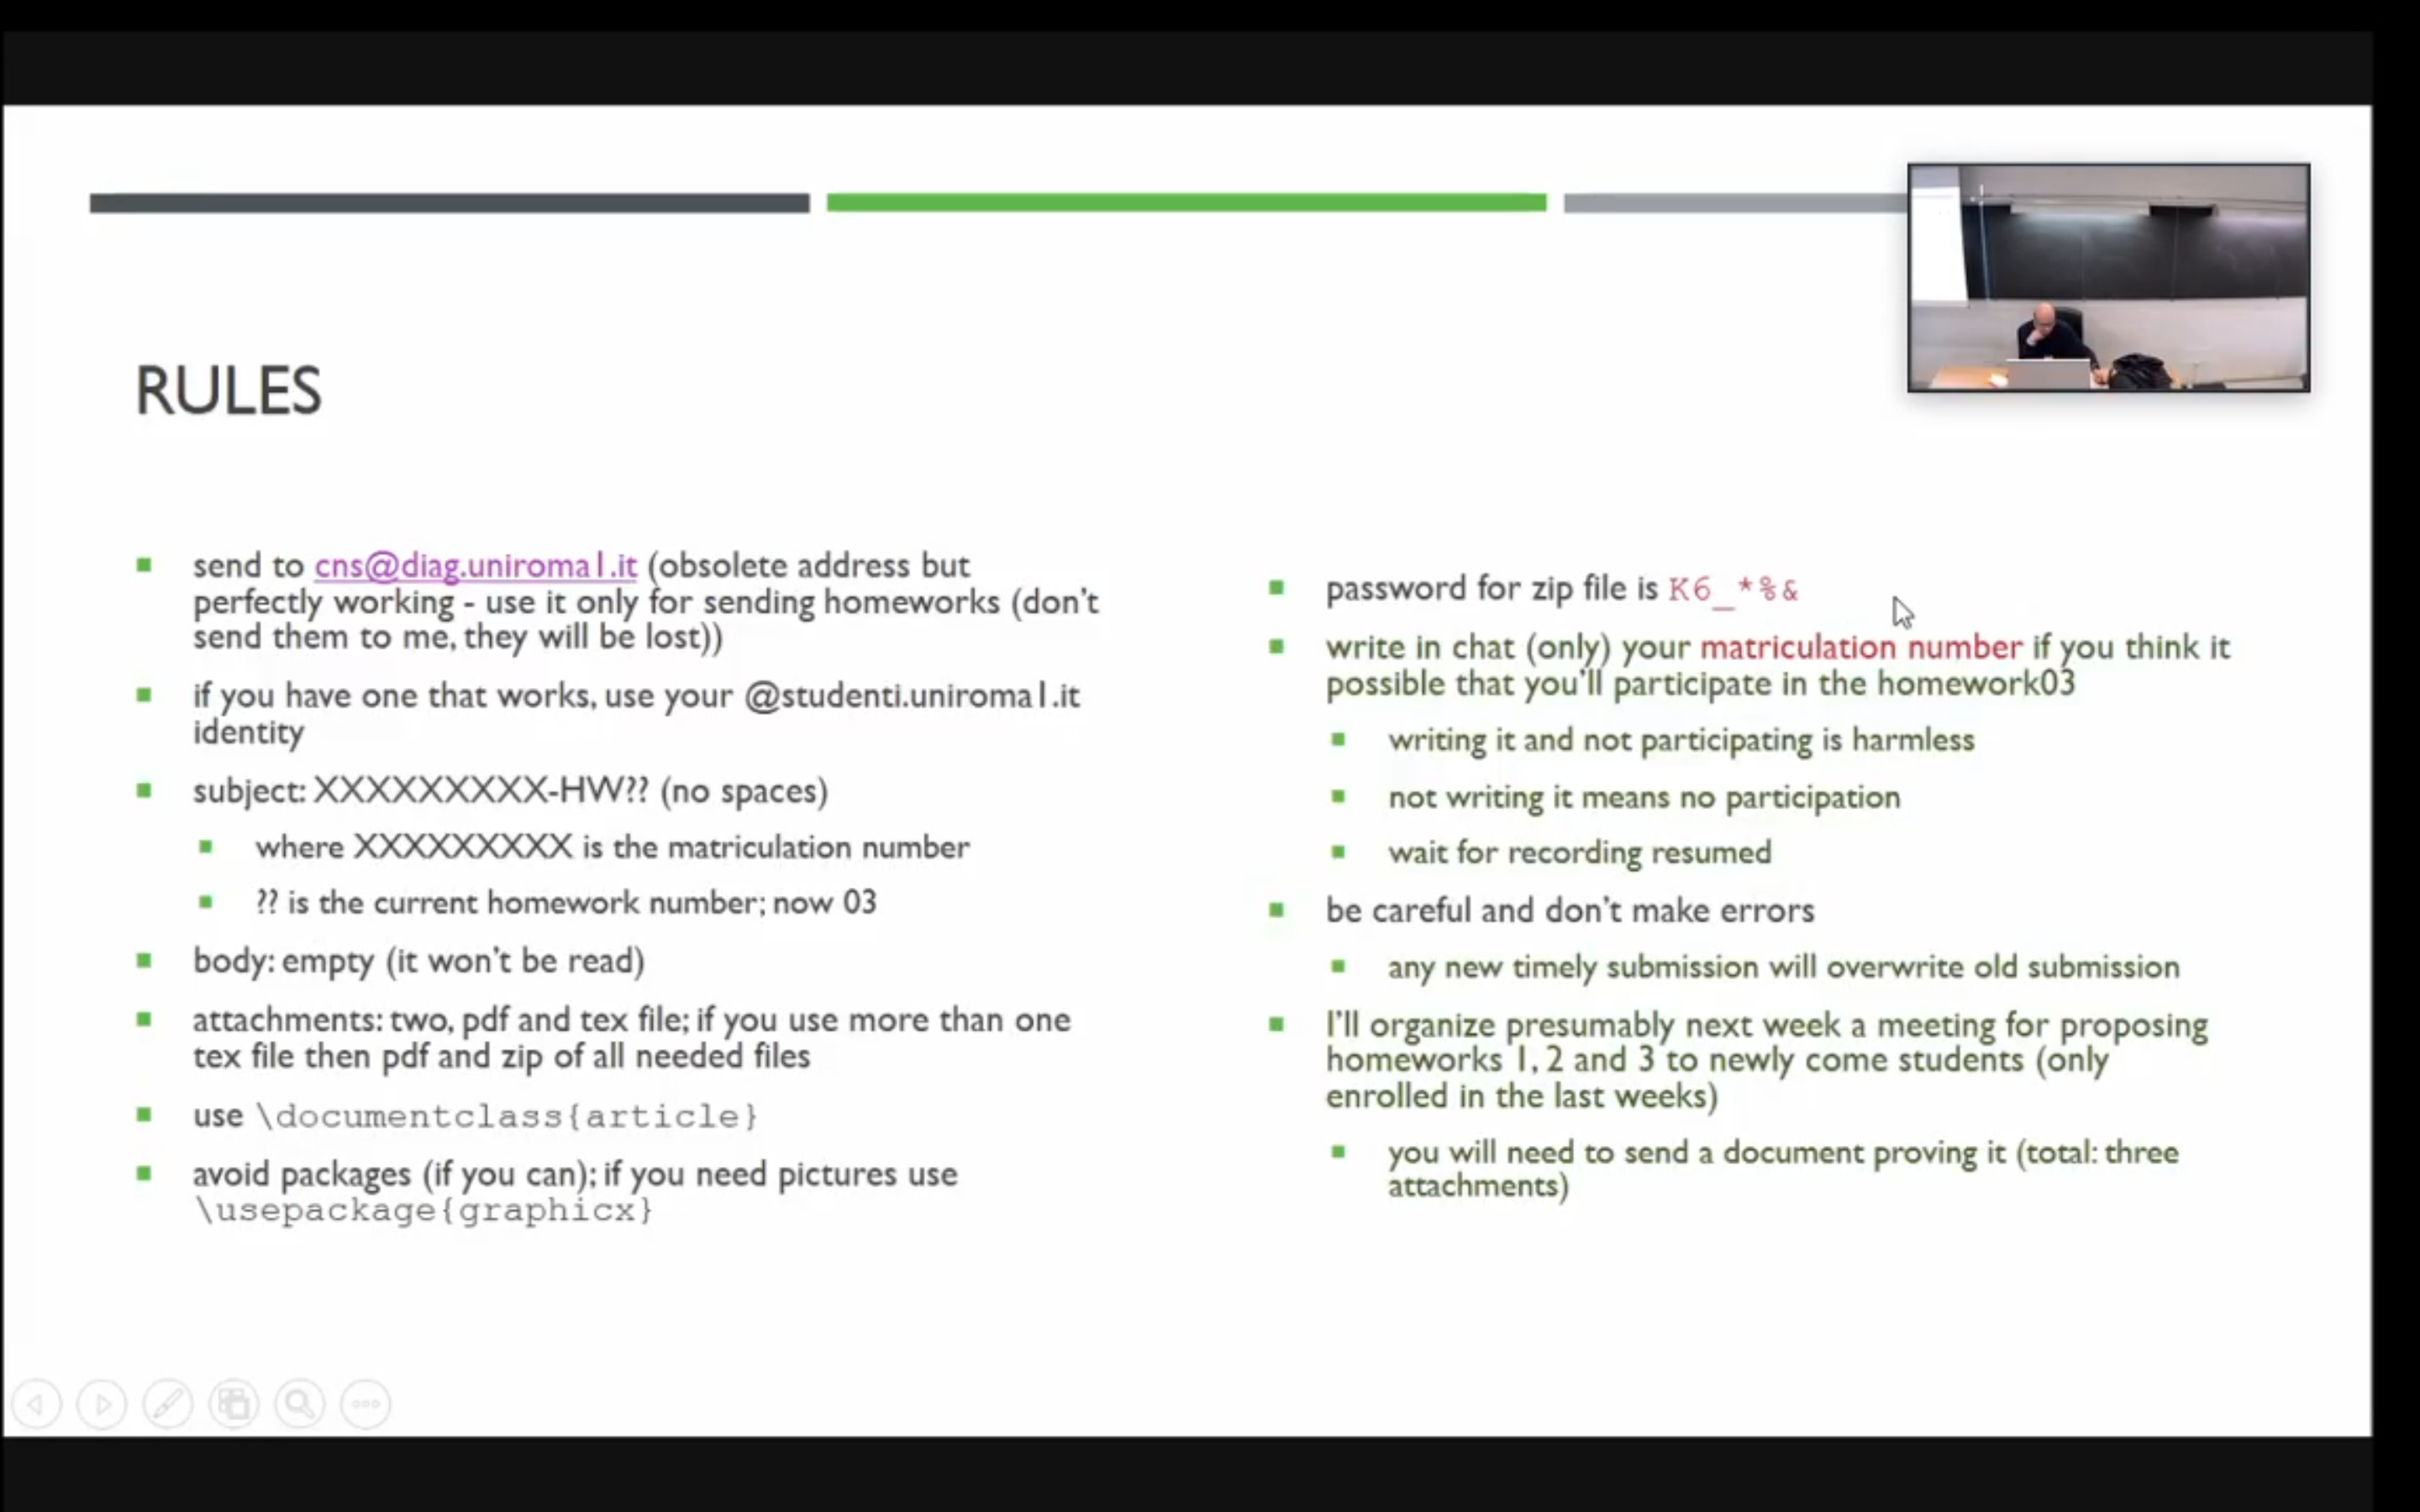 RULES
send to cns@diag.uniroma1.it (obsolete address but
perfectly working - use it only for sending homeworks (don't
send them to me, they will be lost))
if you have one that works, use your @studenti.uniroma1.it
identity
subject: XXXXXXXXX-HW?? (no spaces)
where XXXXXXXXX is the matriculation number
?? is the current homework number; now 03
body: empty (it won't be read)
attachments: two, pdf and tex file; if you use more than one
tex file then pdf and zip of all needed files
use \documentclass{article}
avoid packages (if you can); if you need pictures use
\usepackage{graphicx}
password for zip file is K6_*%&
write in chat (only) your matriculation number if you think it
possible that you'll participate in the homework03
writing it and not participating is harmless
not writing it means no participation
wait for recording resumed
be careful and don't make errors
any new timely submission will overwrite old submission
I'll organize presumably next week a meeting for proposing
homeworks 1, 2 and 3 to newly come students (only
enrolled in the last weeks)
you will need to send a document proving it (total: three
attachments)